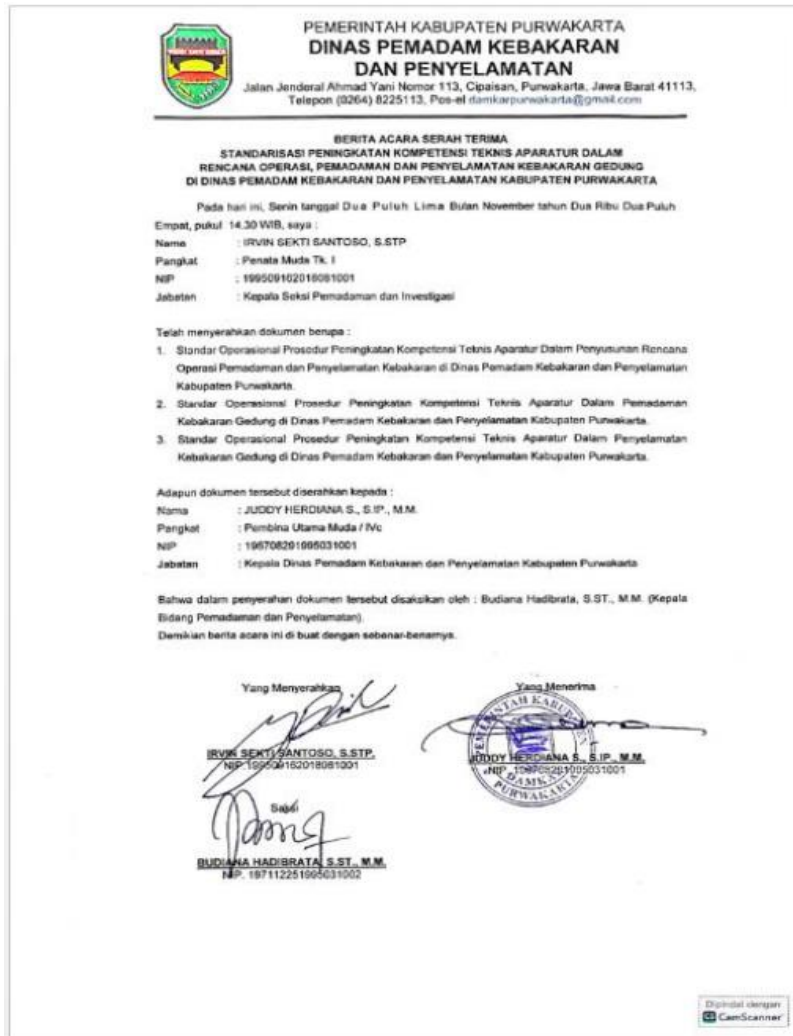 PEMERINTAH KABUPATEN PURWAKARTA
DINAS PEMADAM KEBAKARAN
DAN PENYELAMATAN
Jalan Jenderal Ahmad Yani Nomor 113, Cipaisan, Purwakarta, Jawa Barat 41113,
Telepon (0264) 8225113, Pos-el damkarpurwakarta@gmail.com
BERITA ACARA SERAH TERIMA
STANDARISASI PENINGKATAN KOMPETENSI TEKNIS APARATUR DALAM
RENCANA OPERASI, PEMADAMAN DAN PENYELAMATAN KEBAKARAN GEDUNG
DI DINAS PEMADAM KEBAKARAN DAN PENYELAMATAN KABUPATEN PURWAKARTA
Pada hari ini, Senin tanggal Dua Puluh Lima Bulan November tahun Dua Ribu Dua Puluh
Empat, pukul 14.30 WIB, saya :
Nama : IRVIN SEKTI SANTOSO, S.STP
Pangkat : Penata Muda Tk. I
NIP : 199509162018081001
Jabatan : Kepala Seksi Pemadaman dan Investigasi
Telah menyerahkan dokumen berupa :
1. Standar Operasional Prosedur Peningkatan Kompetensi Teknis Aparatur Dalam Penyusunan Rencana
Operasi Pemadaman dan Penyelamatan Kebakaran di Dinas Pemadam Kebakaran dan Penyelamatan
Kabupaten Purwakarta.
2. Standar Operasional Prosedur Peningkatan Kompetensi Teknis Aparatur Dalam Pemadaman
Kebakaran Gedung di Dinas Pemadam Kebakaran dan Penyelamatan Kabupaten Purwakarta.
3. Standar Operasional Prosedur Peningkatan Kompetensi Teknis Aparatur Dalam Penyelamatan
Kebakaran Gedung di Dinas Pemadam Kebakaran dan Penyelamatan Kabupaten Purwakarta.
Adapun dokumen tersebut diserahkan kepada :
Nama : JUDDY HERDIANA S., S.IP., M.M.
Pangkat : Pembina Utama Muda / IVc
NIP : 196708291995031001
Jabatan : Kepala Dinas Pemadam Kebakaran dan Penyelamatan Kabupaten Purwakarta
Bahwa dalam penyerahan dokumen tersebut disaksikan oleh : Budiana Hadibrata, S.ST., M.M. (Kepala
Bidang Pemadaman dan Penyelamatan).
Demikian berita acara ini di buat dengan sebenar-benarnya.
Yang Menyerahkan
Yang Menerima
PEMERINTAH KABUPATEN
DAMKAR
PURWAKARTA
IRVIN SEKTI SANTOSO, S.STP.
NIP. 199509162018081001
JUDDY HERDIANA S., S.IP., M.M.
NIP. 196708291995031001
Saksi
BUDIANA HADIBRATA, S.ST., M.M.
NIP. 197112251995031002
Dipindai dengan
CS CamScanner